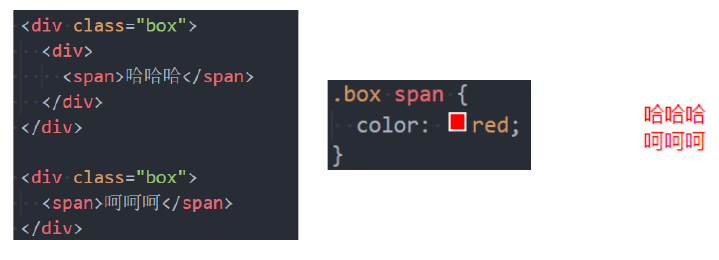 <div class="box">
  <div>
    <span>哈哈哈</span>
  </div>
</div>

<div class="box">
  <span>呵呵呵</span>
</div>
.box span {
  color: red;
}
哈哈哈
呵呵呵